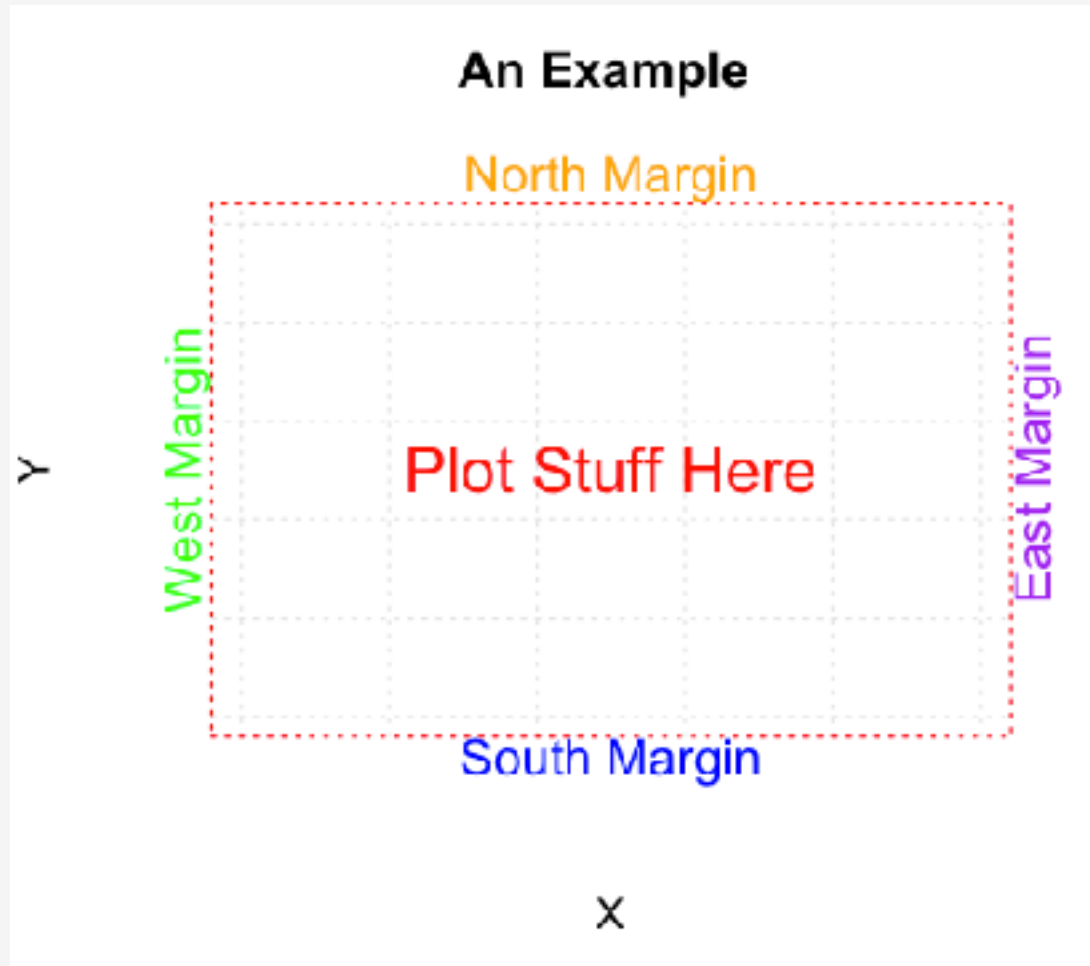 An Example
North Margin
West Margin
Y
Plot Stuff Here
East Margin
South Margin
X